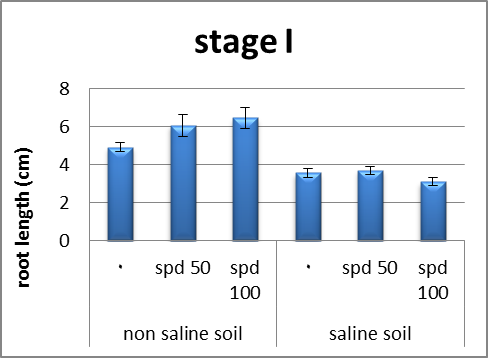 stage I
8
6
4
2
0
root length (cm)
. spd 50 spd 100 . spd 50 spd 100
non saline soil saline soil